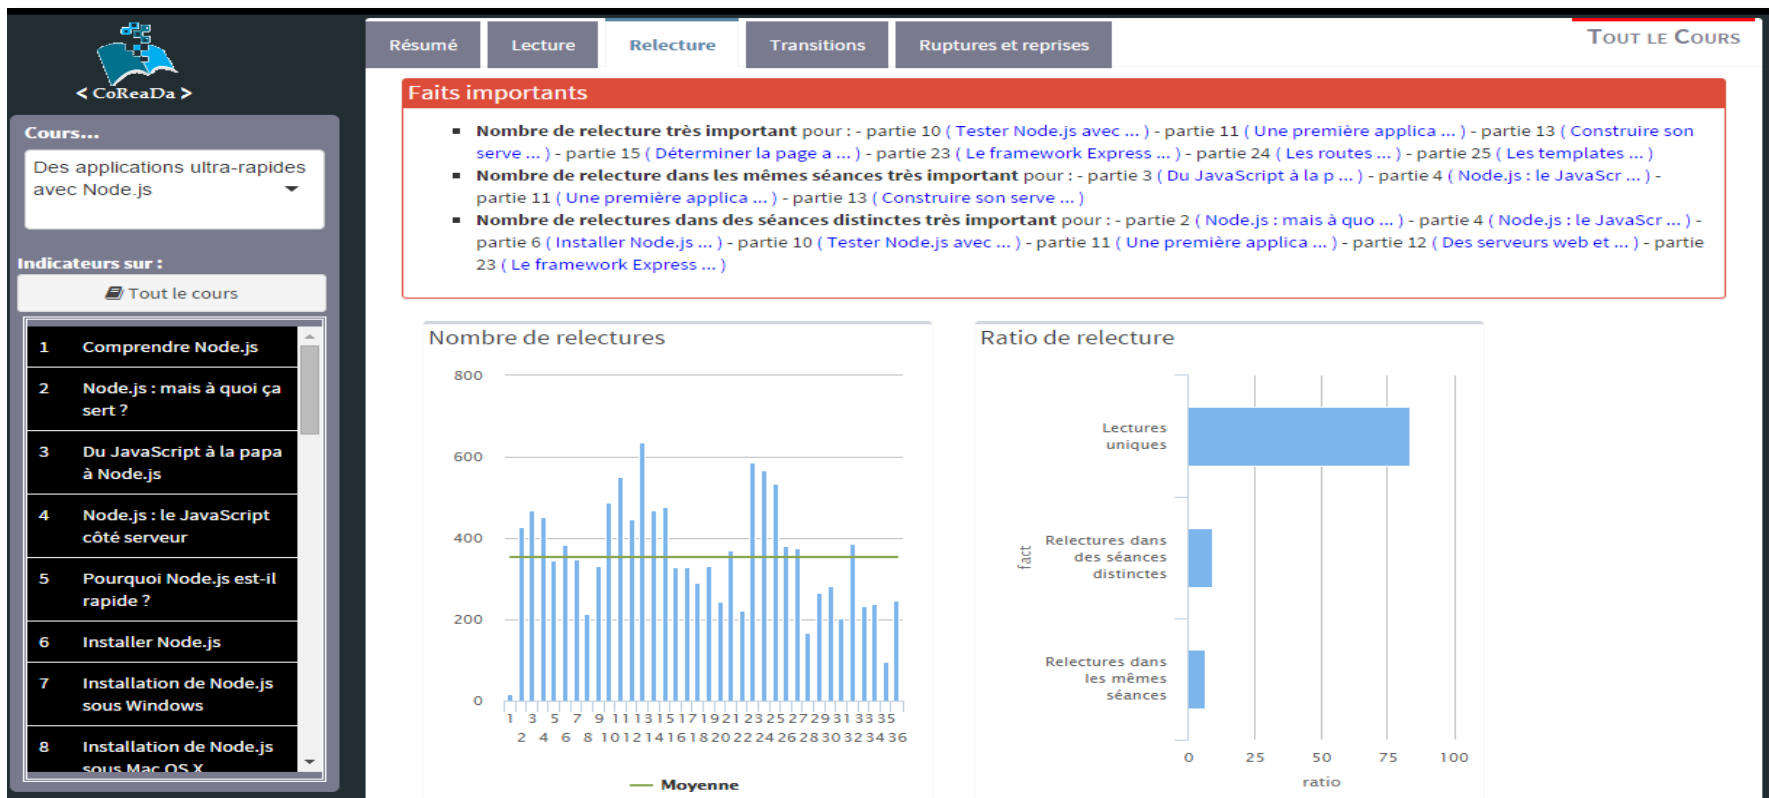 < CoReaDa >
Cours...
Des applications ultra-rapides
avec Node.js
Indicateurs sur :
Tout le cours
1 Comprendre Node.js
2 Node.js : mais à quoi ça
sert ?
3 Du JavaScript à la papa
à Node.js
4 Node.js : le JavaScript
côté serveur
5 Pourquoi Node.js est-il
rapide ?
6 Installer Node.js
7 Installation de Node.js
sous Windows
8 Installation de Node.js
sous Mac OS X
Résumé Lecture Relecture Transitions Ruptures et reprises
Tout le Cours
Faits importants
Nombre de relecture très important pour : - partie 10 ( Tester Node.js avec ... ) - partie 11 ( Une première applica ... ) - partie 13 ( Construire son
serve ... ) - partie 15 ( Déterminer la page a ... ) - partie 23 ( Le framework Express ... ) - partie 24 ( Les routes ... ) - partie 25 ( Les templates ... )
Nombre de relecture dans les mêmes séances très important pour : - partie 3 ( Du JavaScript à la p ... ) - partie 4 ( Node.js : le JavaScr ... ) -
partie 11 ( Une première applica ... ) - partie 13 ( Construire son serve ... )
Nombre de relectures dans des séances distinctes très important pour : - partie 2 ( Node.js : mais à quo ... ) - partie 4 ( Node.js : le JavaScr ... ) -
partie 6 ( Installer Node.js ... ) - partie 10 ( Tester Node.js avec ... ) - partie 11 ( Une première applica ... ) - partie 12 ( Des serveurs web et ... ) - partie
23 ( Le framework Express ... )
Nombre de relectures
800
600
400
200
0
1 3 5 7 9 11 13 15 17 19 21 23 25 27 29 31 33 35
2 4 6 8 10 12 14 16 18 20 22 24 26 28 30 32 34 36
Moyenne
Ratio de relecture
Lectures
uniques
Relectures dans
des séances
distinctes
Relectures dans
les mêmes
séances
fact
0 25 50 75 100
ratio